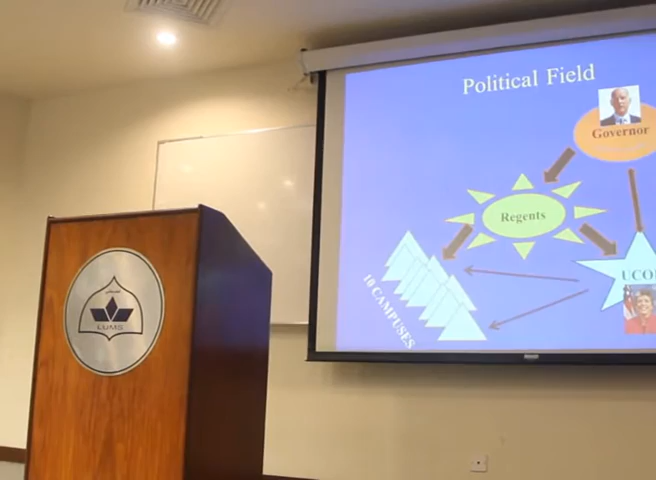 Political Field
Governor
Regents
UCO
10 CAMPUSES
LUMS